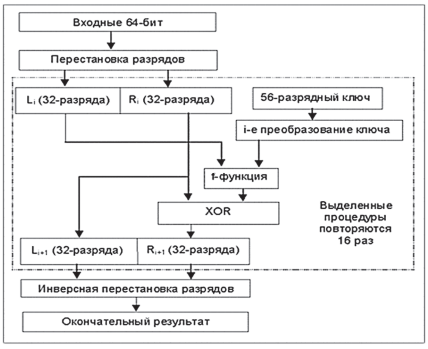 Входные 64-бит
Перестановка разрядов
Li (32-разряда) Ri (32-разряда)
56-разрядный ключ
i-е преобразование ключа
f-функция
XOR
Выделенные
процедуры
повторяются
16 раз
Li+1 (32-разряда) Ri+1 (32-разряда)
Инверсная перестановка разрядов
Окончательный результат